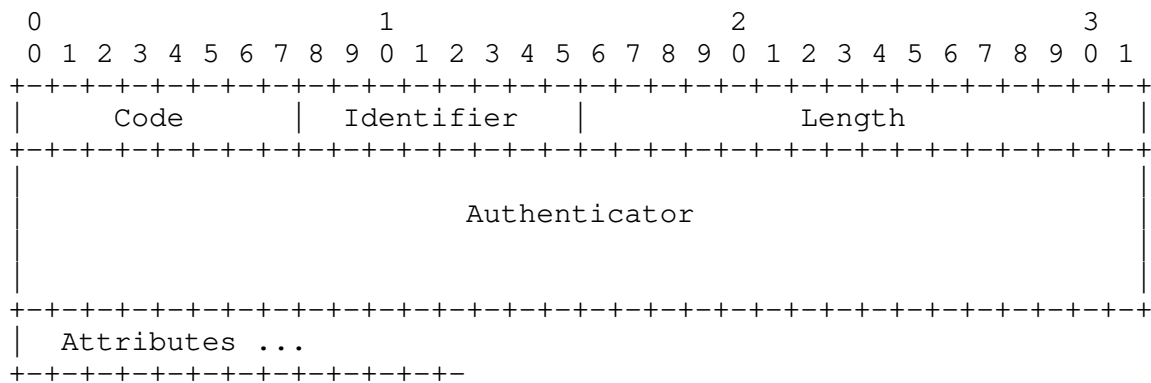 0                   1                   2                   3
 0 1 2 3 4 5 6 7 8 9 0 1 2 3 4 5 6 7 8 9 0 1 2 3 4 5 6 7 8 9 0 1
+-+-+-+-+-+-+-+-+-+-+-+-+-+-+-+-+-+-+-+-+-+-+-+-+-+-+-+-+-+-+-+-+
|     Code      |  Identifier   |            Length             |
+-+-+-+-+-+-+-+-+-+-+-+-+-+-+-+-+-+-+-+-+-+-+-+-+-+-+-+-+-+-+-+-+
|                                                               |
|                         Authenticator                         |
|                                                               |
|                                                               |
+-+-+-+-+-+-+-+-+-+-+-+-+-+-+-+-+-+-+-+-+-+-+-+-+-+-+-+-+-+-+-+-+
|  Attributes ...
+-+-+-+-+-+-+-+-+-+-+-+-+-